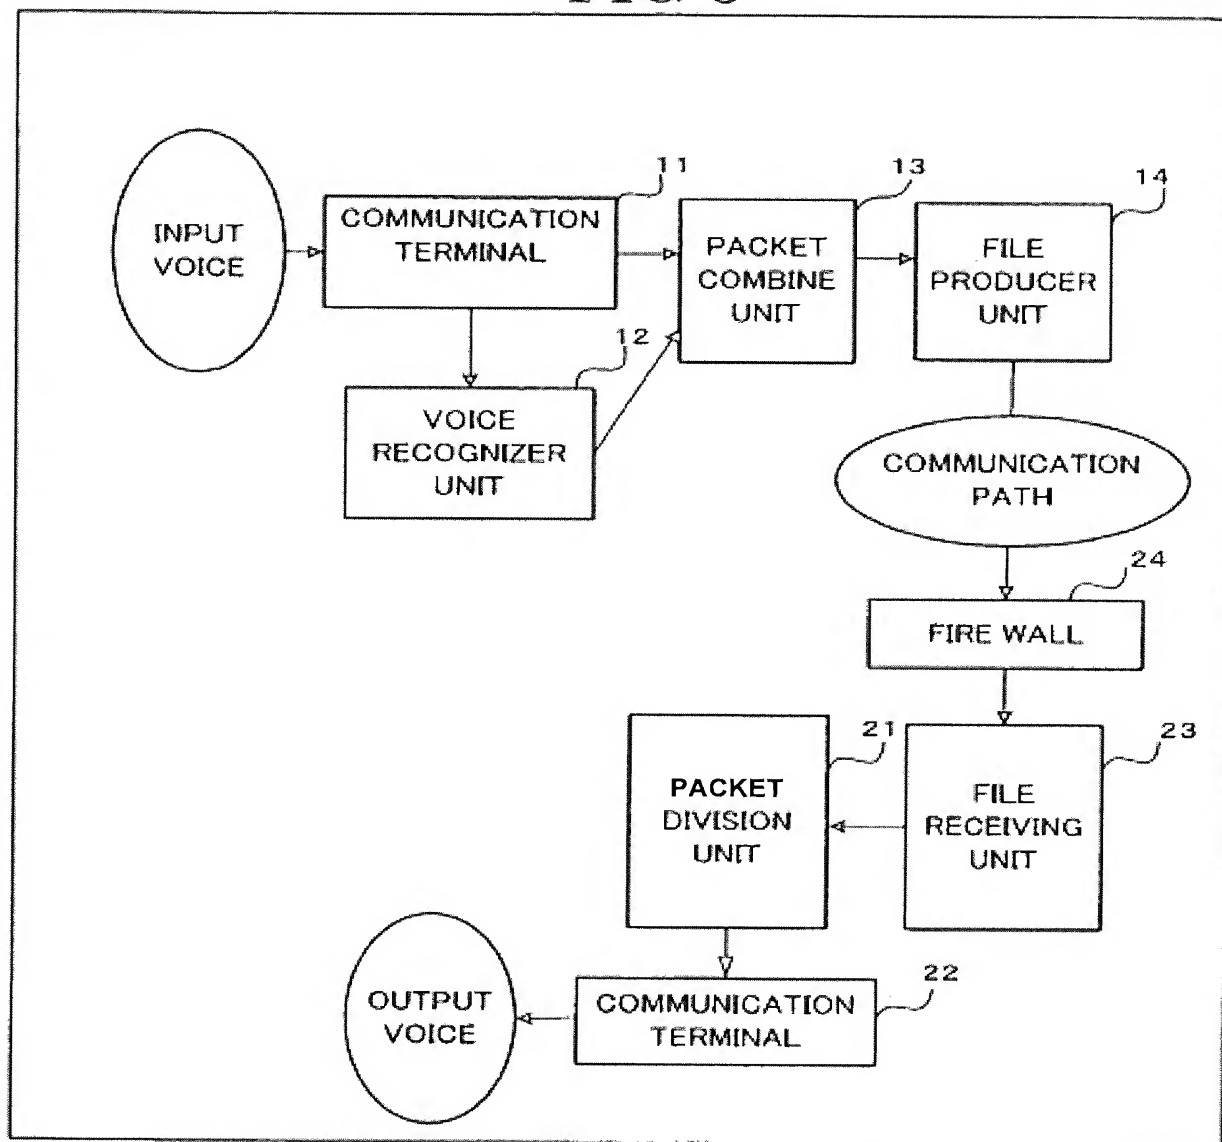 11
13
14
INPUT
VOICE
COMMUNICATION
TERMINAL
PACKET
COMBINE
UNIT
FILE
PRODUCER
UNIT
12
VOICE
RECOGNIZER
UNIT
COMMUNICATION
PATH
24
FIRE WALL
21
23
PACKET
DIVISION
UNIT
FILE
RECEIVING
UNIT
22
OUTPUT
VOICE
COMMUNICATION
TERMINAL